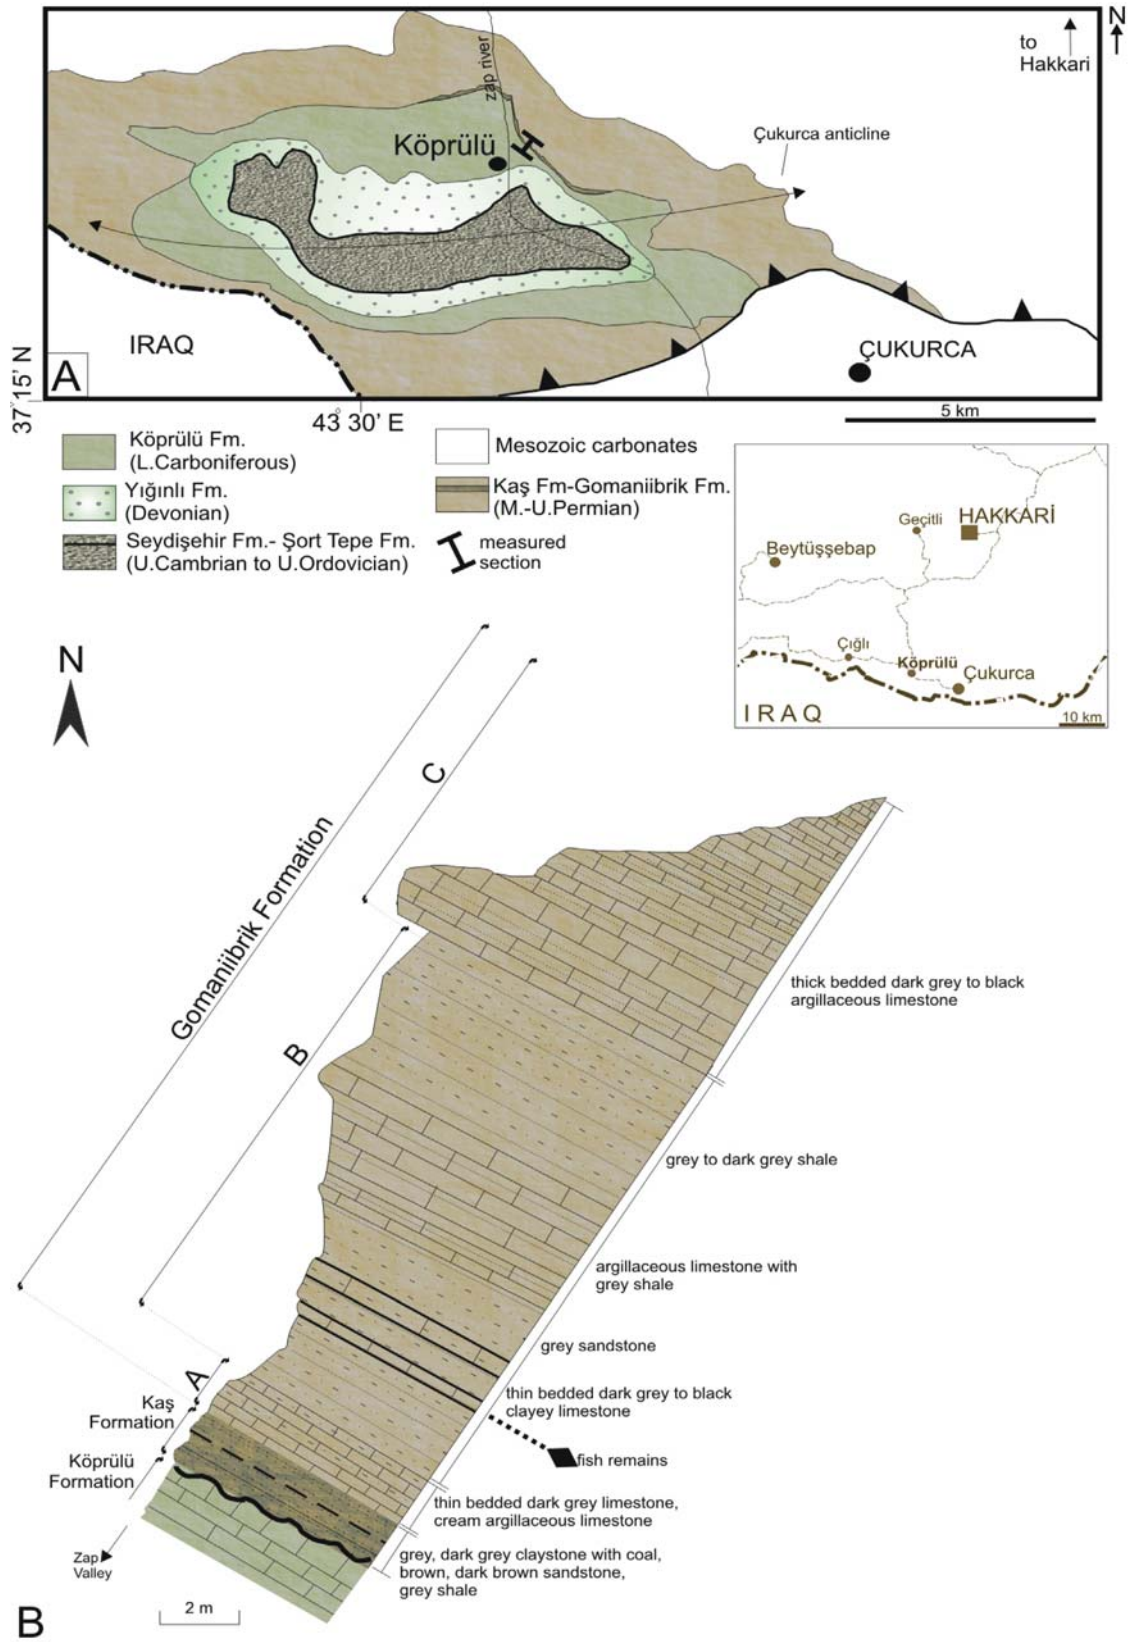 N
to
Hakkari
zap river
Köprülü
Çukurca anticline
IRAQ
ÇUKURCA
A
37°15' N
43°30' E
5 km
Köprülü Fm.
(L.Carboniferous)
Yığınlı Fm.
(Devonian)
Seydişehir Fm.- Şort Tepe Fm.
(U.Cambrian to U.Ordovician)
Mesozoic carbonates
Kaş Fm-Gomaniibrik Fm.
(M.-U.Permian)
measured
section
Geçitli
HAKKARİ
Beytüşşebap
Çığlı
Köprülü
Çukurca
IRAQ
10 km
N
C
Gomaniibrik Formation
B
thick bedded dark grey to black
argillaceous limestone
grey to dark grey shale
argillaceous limestone with
grey shale
grey sandstone
A
thin bedded dark grey to black
clayey limestone
Kaş
Formation
fish remains
Köprülü
Formation
thin bedded dark grey limestone,
cream argillaceous limestone
Zap
Valley
grey, dark grey claystone with coal,
brown, dark brown sandstone,
grey shale
2 m
B